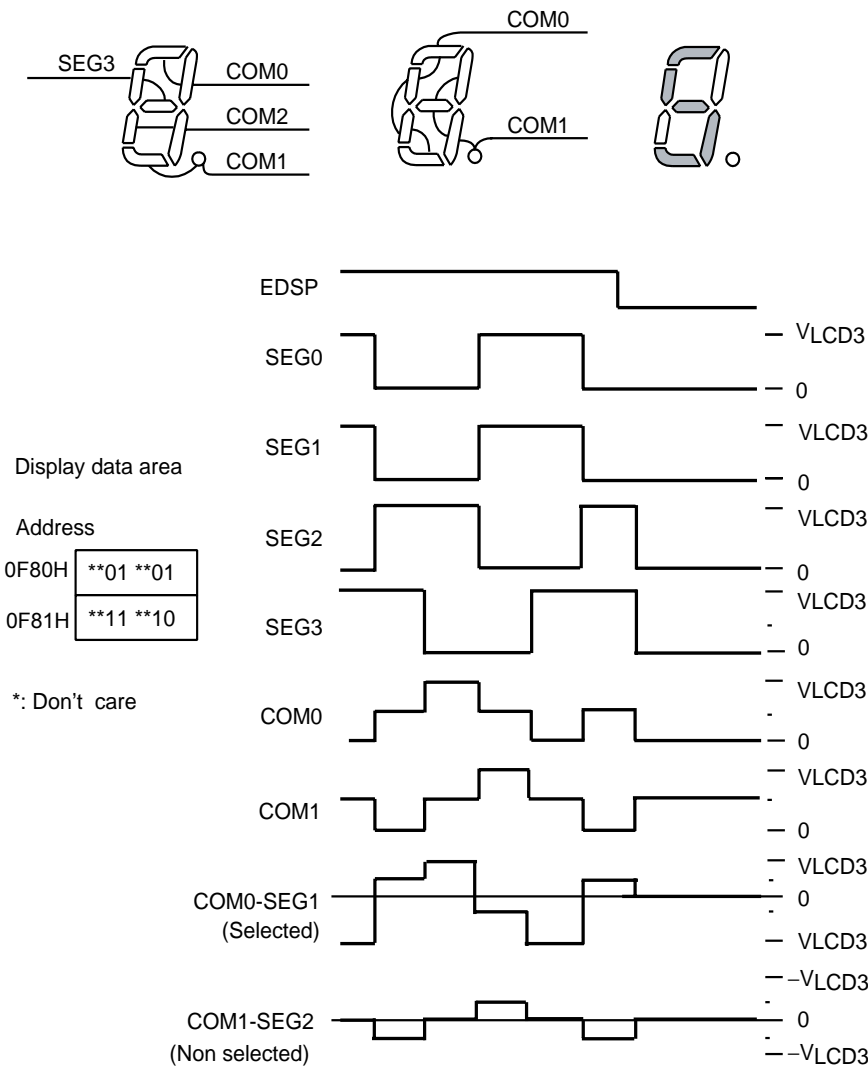 COM0
SEG3
COM0
COM2
COM1
COM1
EDSP
SEG0
VLCD3
0
SEG1
VLCD3
0
Display data area
SEG2
VLCD3
0
Address
0F80H **01 **01
0F81H **11 **10
SEG3
VLCD3
0
*: Don't care
COM0
VLCD3
0
COM1
VLCD3
0
COM0-SEG1
(Selected)
VLCD3
0
VLCD3
COM1-SEG2
(Non selected)
–VLCD3
0
–VLCD3